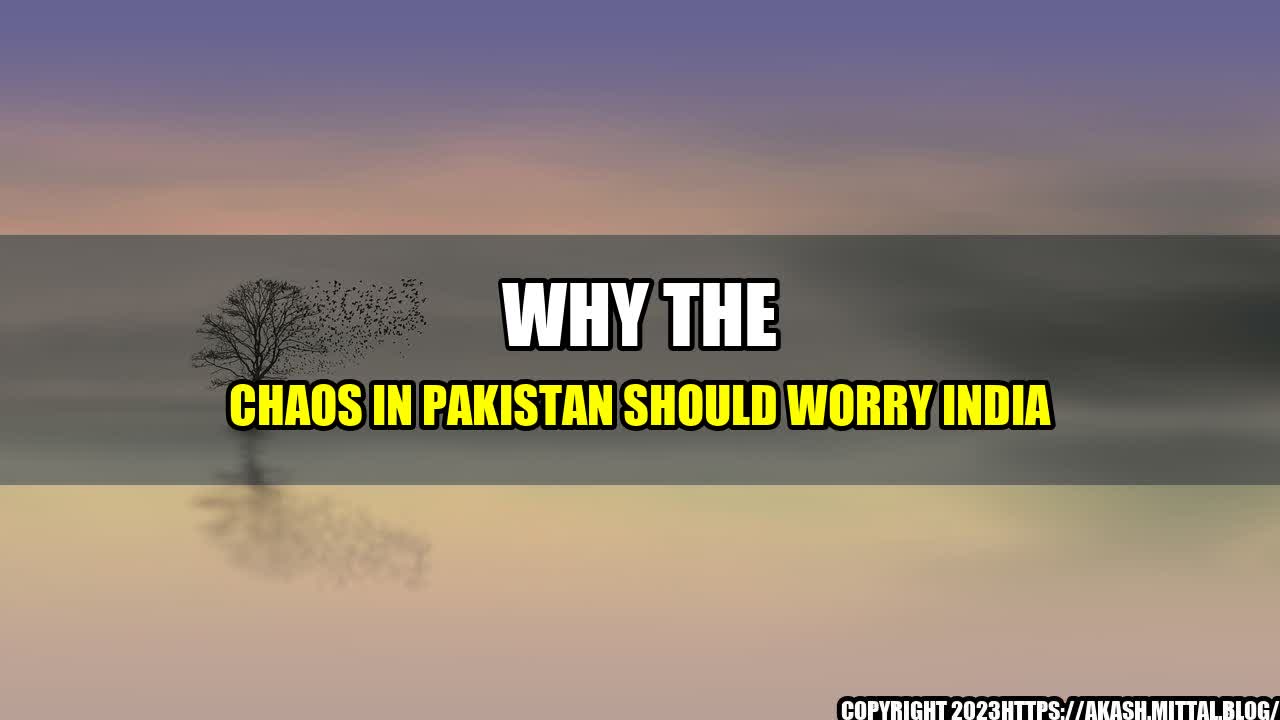 WHY THE
CHAOS IN PAKISTAN SHOULD WORRY INDIA
COPYRIGHT 2023HTTPS://AKASH.MITTAL.BLOG/